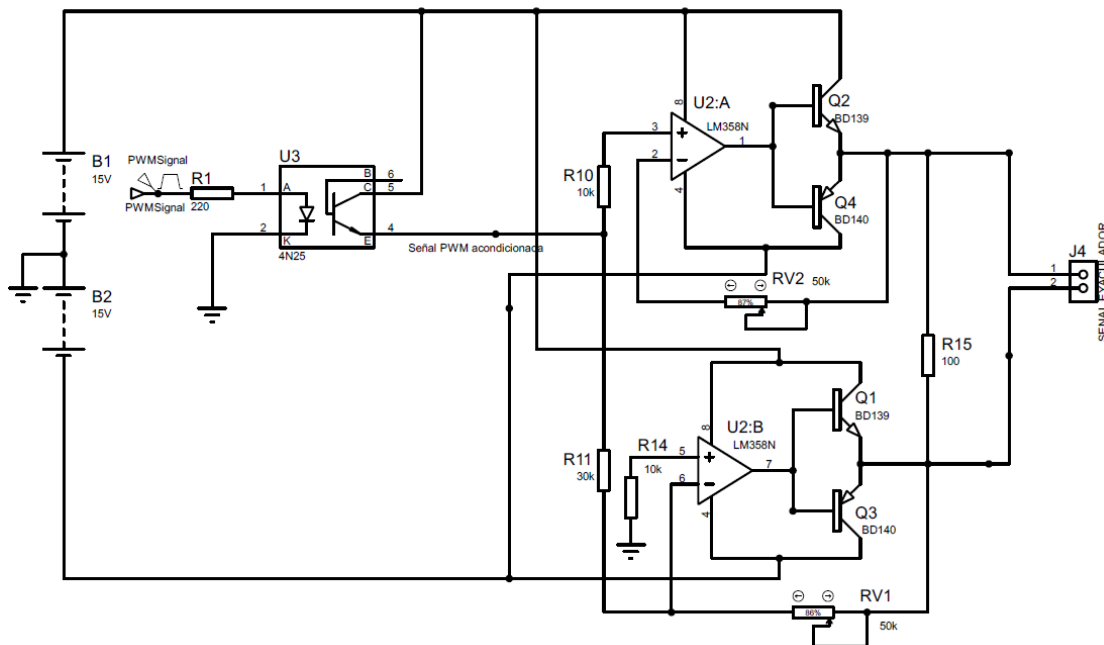 B1
15V
B2
15V
PWMSignal
PWMSignal
R1
220
U3
1
2
A
K
B
C
E
6
5
4
4N25
Señal PWM acondicionada
R10
10k
R11
30k
U2:A
LM358N
3
2
8
4
1
Q2
BD139
Q4
BD140
RV2
50k
87%
U2:B
LM358N
5
6
8
4
7
R14
10k
Q1
BD139
Q3
BD140
RV1
50k
86%
R15
100
J4
1
2
SEÑAL EXACULADOR